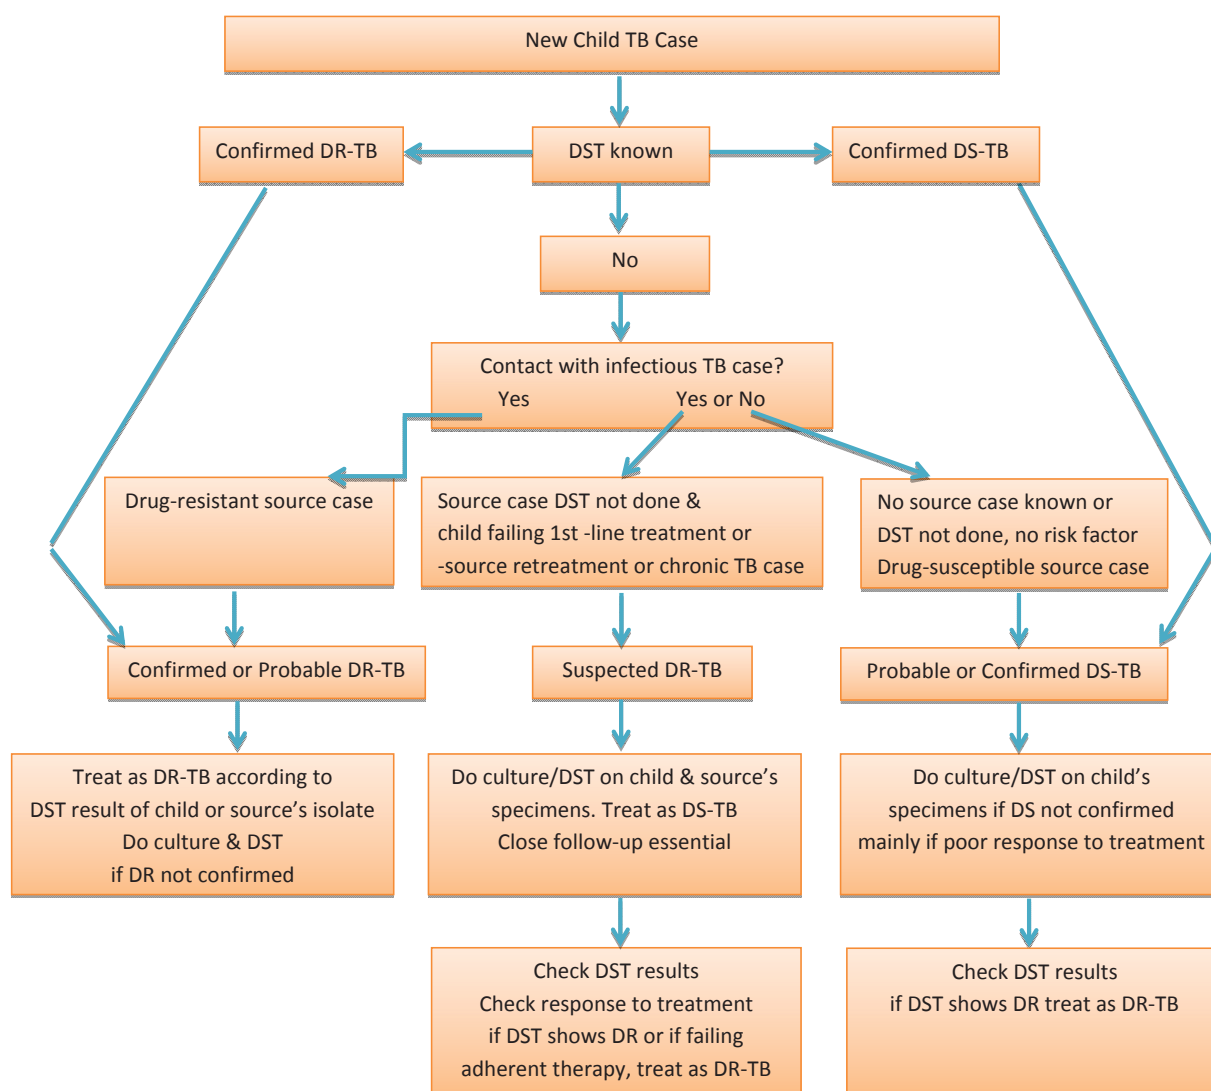 New Child TB Case
Confirmed DR-TB
DST known
Confirmed DS-TB
No
Contact with infectious TB case?
Yes
Yes or No
Drug-resistant source case
Source case DST not done &
child failing 1st -line treatment or
-source retreatment or chronic TB case
No source case known or
DST not done, no risk factor
Drug-susceptible source case
Confirmed or Probable DR-TB
Suspected DR-TB
Probable or Confirmed DS-TB
Treat as DR-TB according to
DST result of child or source's isolate
Do culture & DST
if DR not confirmed
Do culture/DST on child & source's
specimens. Treat as DS-TB
Close follow-up essential
Do culture/DST on child's
specimens if DS not confirmed
mainly if poor response to treatment
Check DST results
Check response to treatment
if DST shows DR or if failing
adherent therapy, treat as DR-TB
Check DST results
if DST shows DR treat as DR-TB